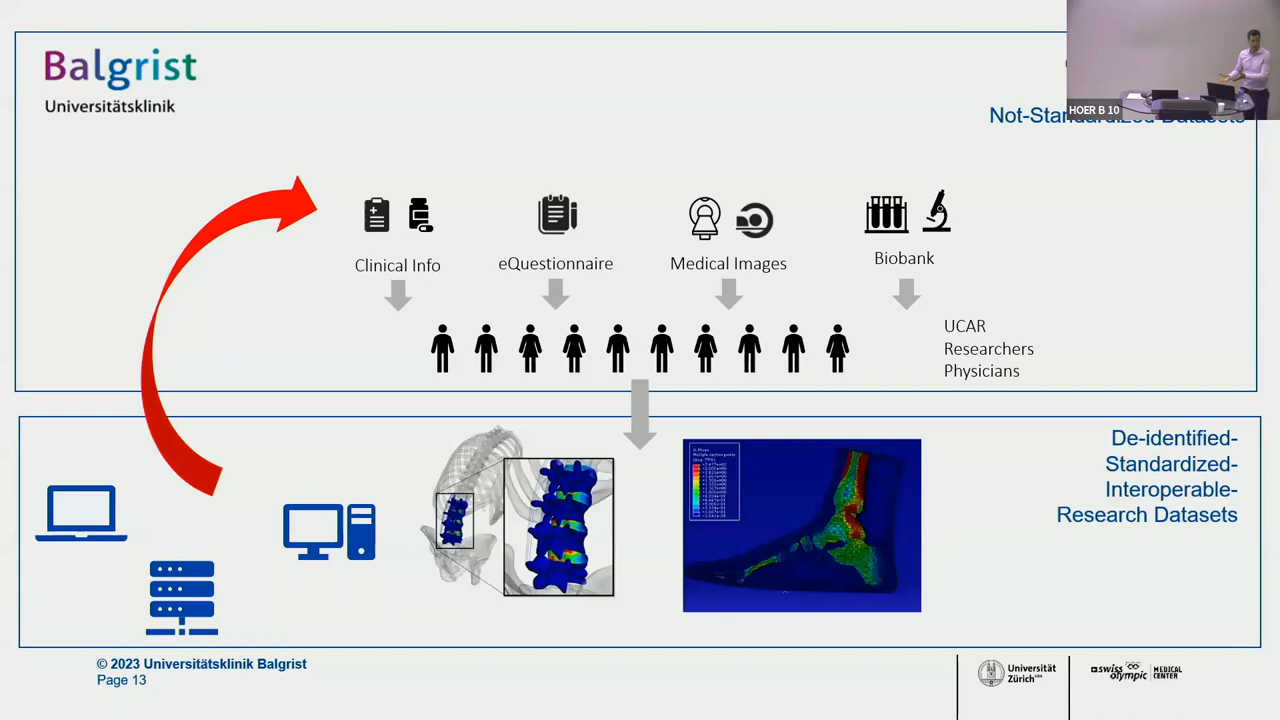 Balgrist
Universitätsklinik
HOER B 10
Not-Standardized Datasets
Clinical Info
eQuestionnaire
Medical Images
Biobank
UCAR
Researchers
Physicians
De-identified-
Standardized-
Interoperable-
Research Datasets
© 2023 Universitätsklinik Balgrist
Page 13
Universität
Zürich UZH
swiss olympic
MEDICAL
CENTER